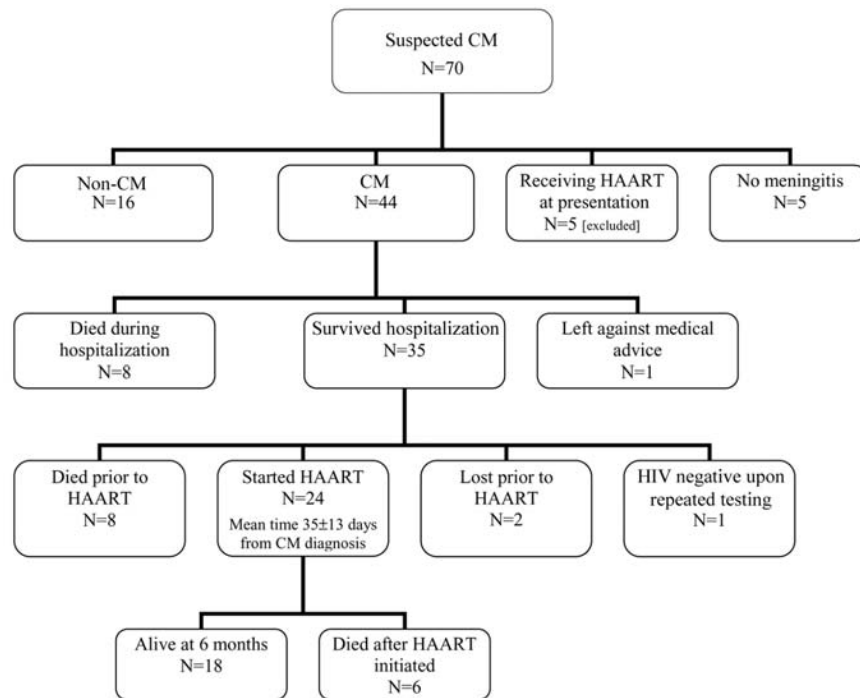 Suspected CM
N=70
Non-CM
N=16
CM
N=44
Receiving HAART
at presentation
N=5 [excluded]
No meningitis
N=5
Died during
hospitalization
N=8
Survived hospitalization
N=35
Left against medical
advice
N=1
Died prior to
HAART
N=8
Started HAART
N=24
Mean time 35±13 days
from CM diagnosis
Lost prior to
HAART
N=2
HIV negative upon
repeated testing
N=1
Alive at 6 months
N=18
Died after HAART
initiated
N=6